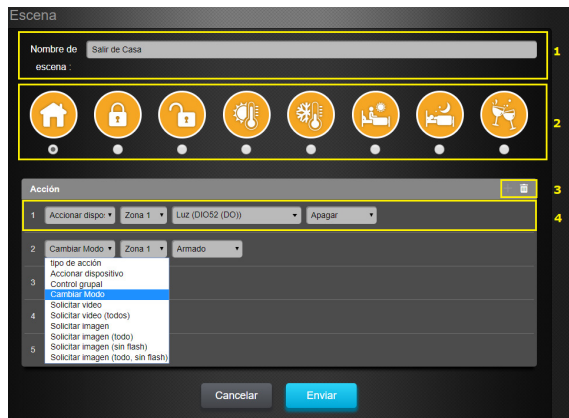 Escena
Nombre de escena :
Salir de Casa
1
2
Acción
3
1 Accionar dispo: Zona 1 Luz (DIO52 (DO)) Apagar
4
2 Cambiar Modo Zona 1 Armado
tipo de acción
Accionar dispositivo
Control grupal
Cambiar Modo
Solicitar video
Solicitar video (todos)
Solicitar imagen
Solicitar imagen (todo)
Solicitar imagen (sin flash)
Solicitar imagen (todo, sin flash)
3
4
5
Cancelar
Enviar